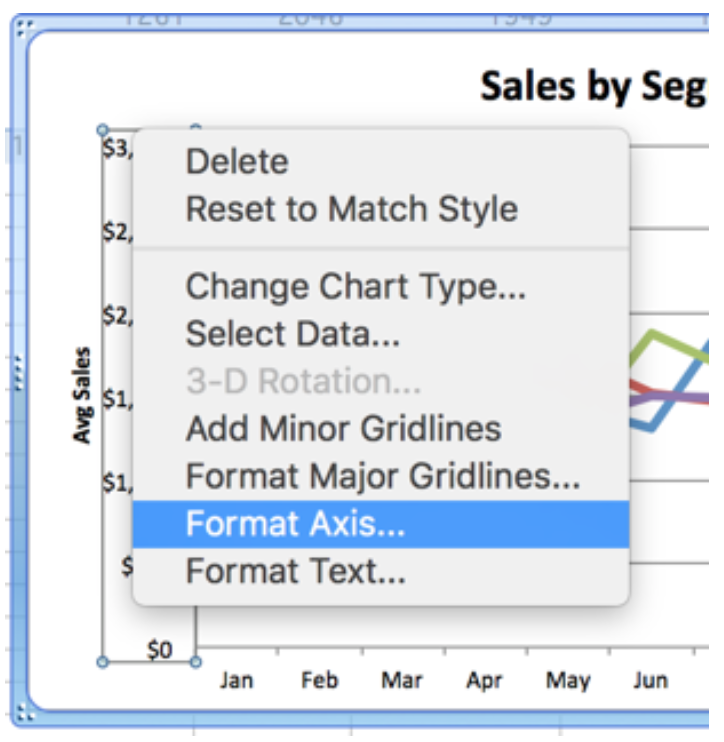 1261 2048 1949
Sales by Seg
$3,
Delete
Reset to Match Style
$2,
Change Chart Type...
$2,
Select Data...
3-D Rotation...
Avg Sales
$1,
Add Minor Gridlines
Format Major Gridlines...
$1,
Format Axis...
$
Format Text...
$0
Jan Feb Mar Apr May Jun